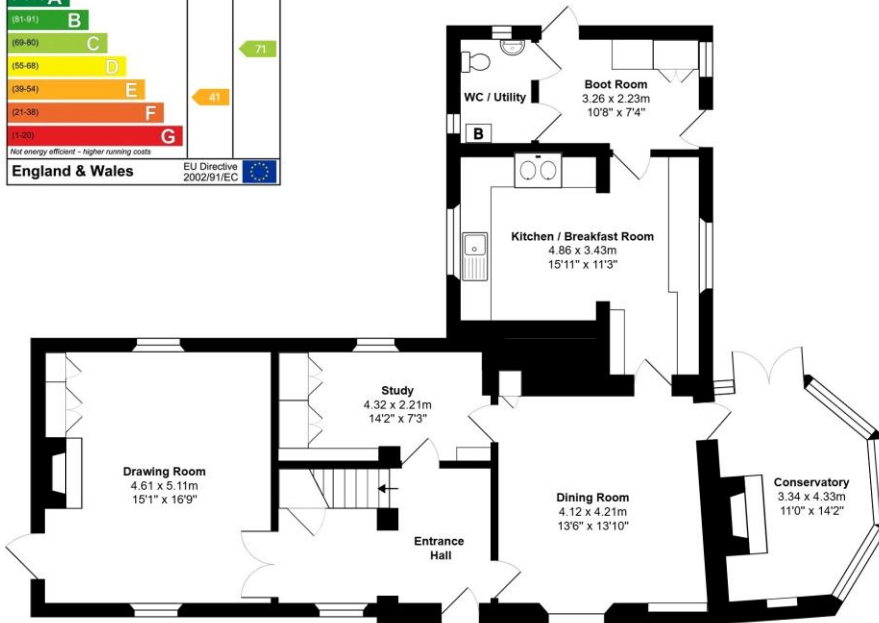 A
(81-91) B
(69-80) C
(55-68) D
(39-54) E
(21-38) F
(1-20) G
71
41
Not energy efficient - higher running costs
England & Wales
EU Directive
2002/91/EC
WC / Utility
B
Boot Room
3.26 x 2.23m
10'8" x 7'4"
Kitchen / Breakfast Room
4.86 x 3.43m
15'11" x 11'3"
Study
4.32 x 2.21m
14'2" x 7'3"
Drawing Room
4.61 x 5.11m
15'1" x 16'9"
Entrance
Hall
Dining Room
4.12 x 4.21m
13'6" x 13'10"
Conservatory
3.34 x 4.33m
11'0" x 14'2"